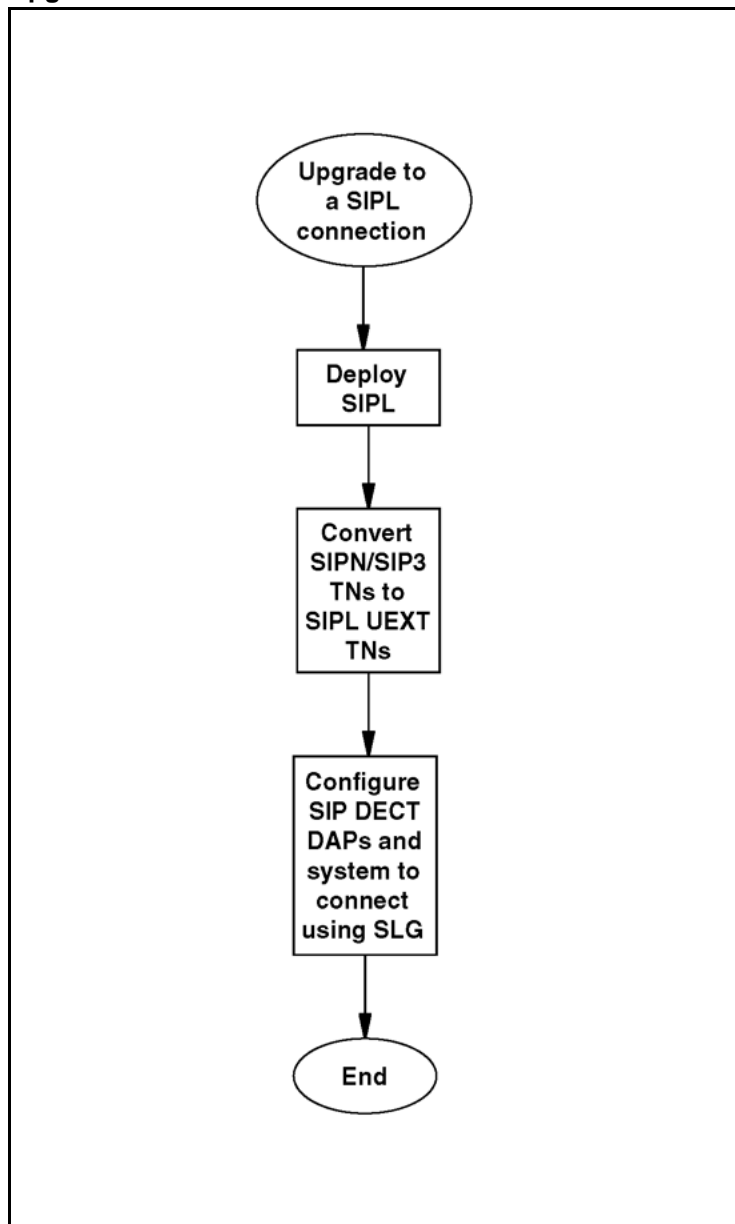 Upgrade to
a SIPL
connection
Deploy
SIPL
Convert
SIPN/SIP3
TNs to
SIPL UEXT
TNs
Configure
SIP DECT
DAPs and
system to
connect
using SLG
End